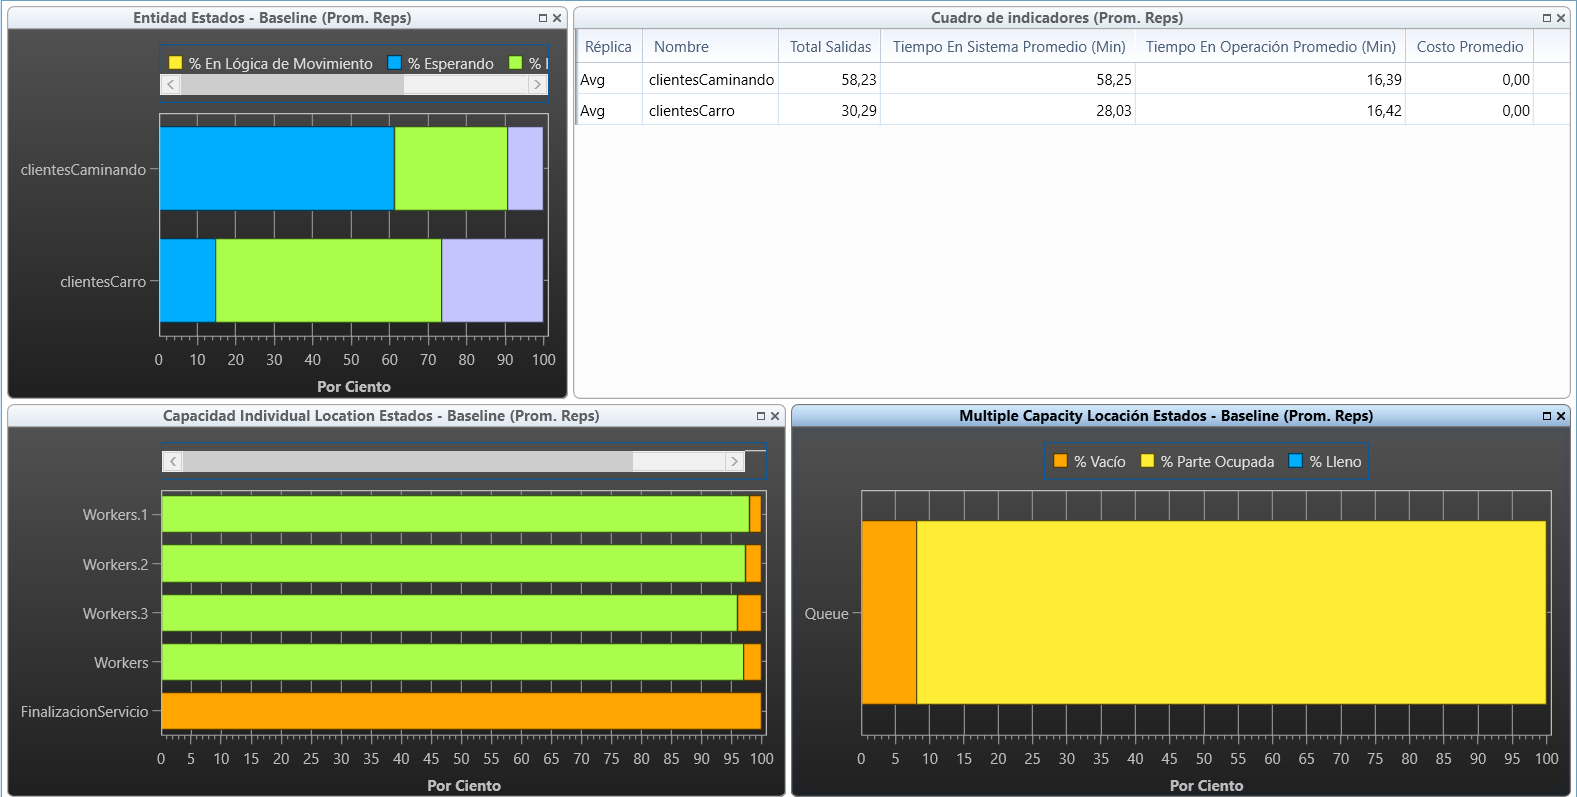 Entidad Estados - Baseline (Prom. Reps)
% En Lógica de Movimiento % Esperando %
clientesCaminando
clientesCarro
0 10 20 30 40 50 60 70 80 90 100
Por Ciento
Cuadro de indicadores (Prom. Reps)
Réplica Nombre Total Salidas Tiempo En Sistema Promedio (Min) Tiempo En Operación Promedio (Min) Costo Promedio
Avg clientesCaminando 58,23 58,25 16,39 0,00
Avg clientesCarro 30,29 28,03 16,42 0,00
Capacidad Individual Location Estados - Baseline (Prom. Reps)
Workers.1
Workers.2
Workers.3
Workers
FinalizacionServicio
0 5 10 15 20 25 30 35 40 45 50 55 60 65 70 75 80 85 90 95 100
Por Ciento
Multiple Capacity Locación Estados - Baseline (Prom. Reps)
% Vacío % Parte Ocupada % Lleno
Queue
0 5 10 15 20 25 30 35 40 45 50 55 60 65 70 75 80 85 90 95 100
Por Ciento